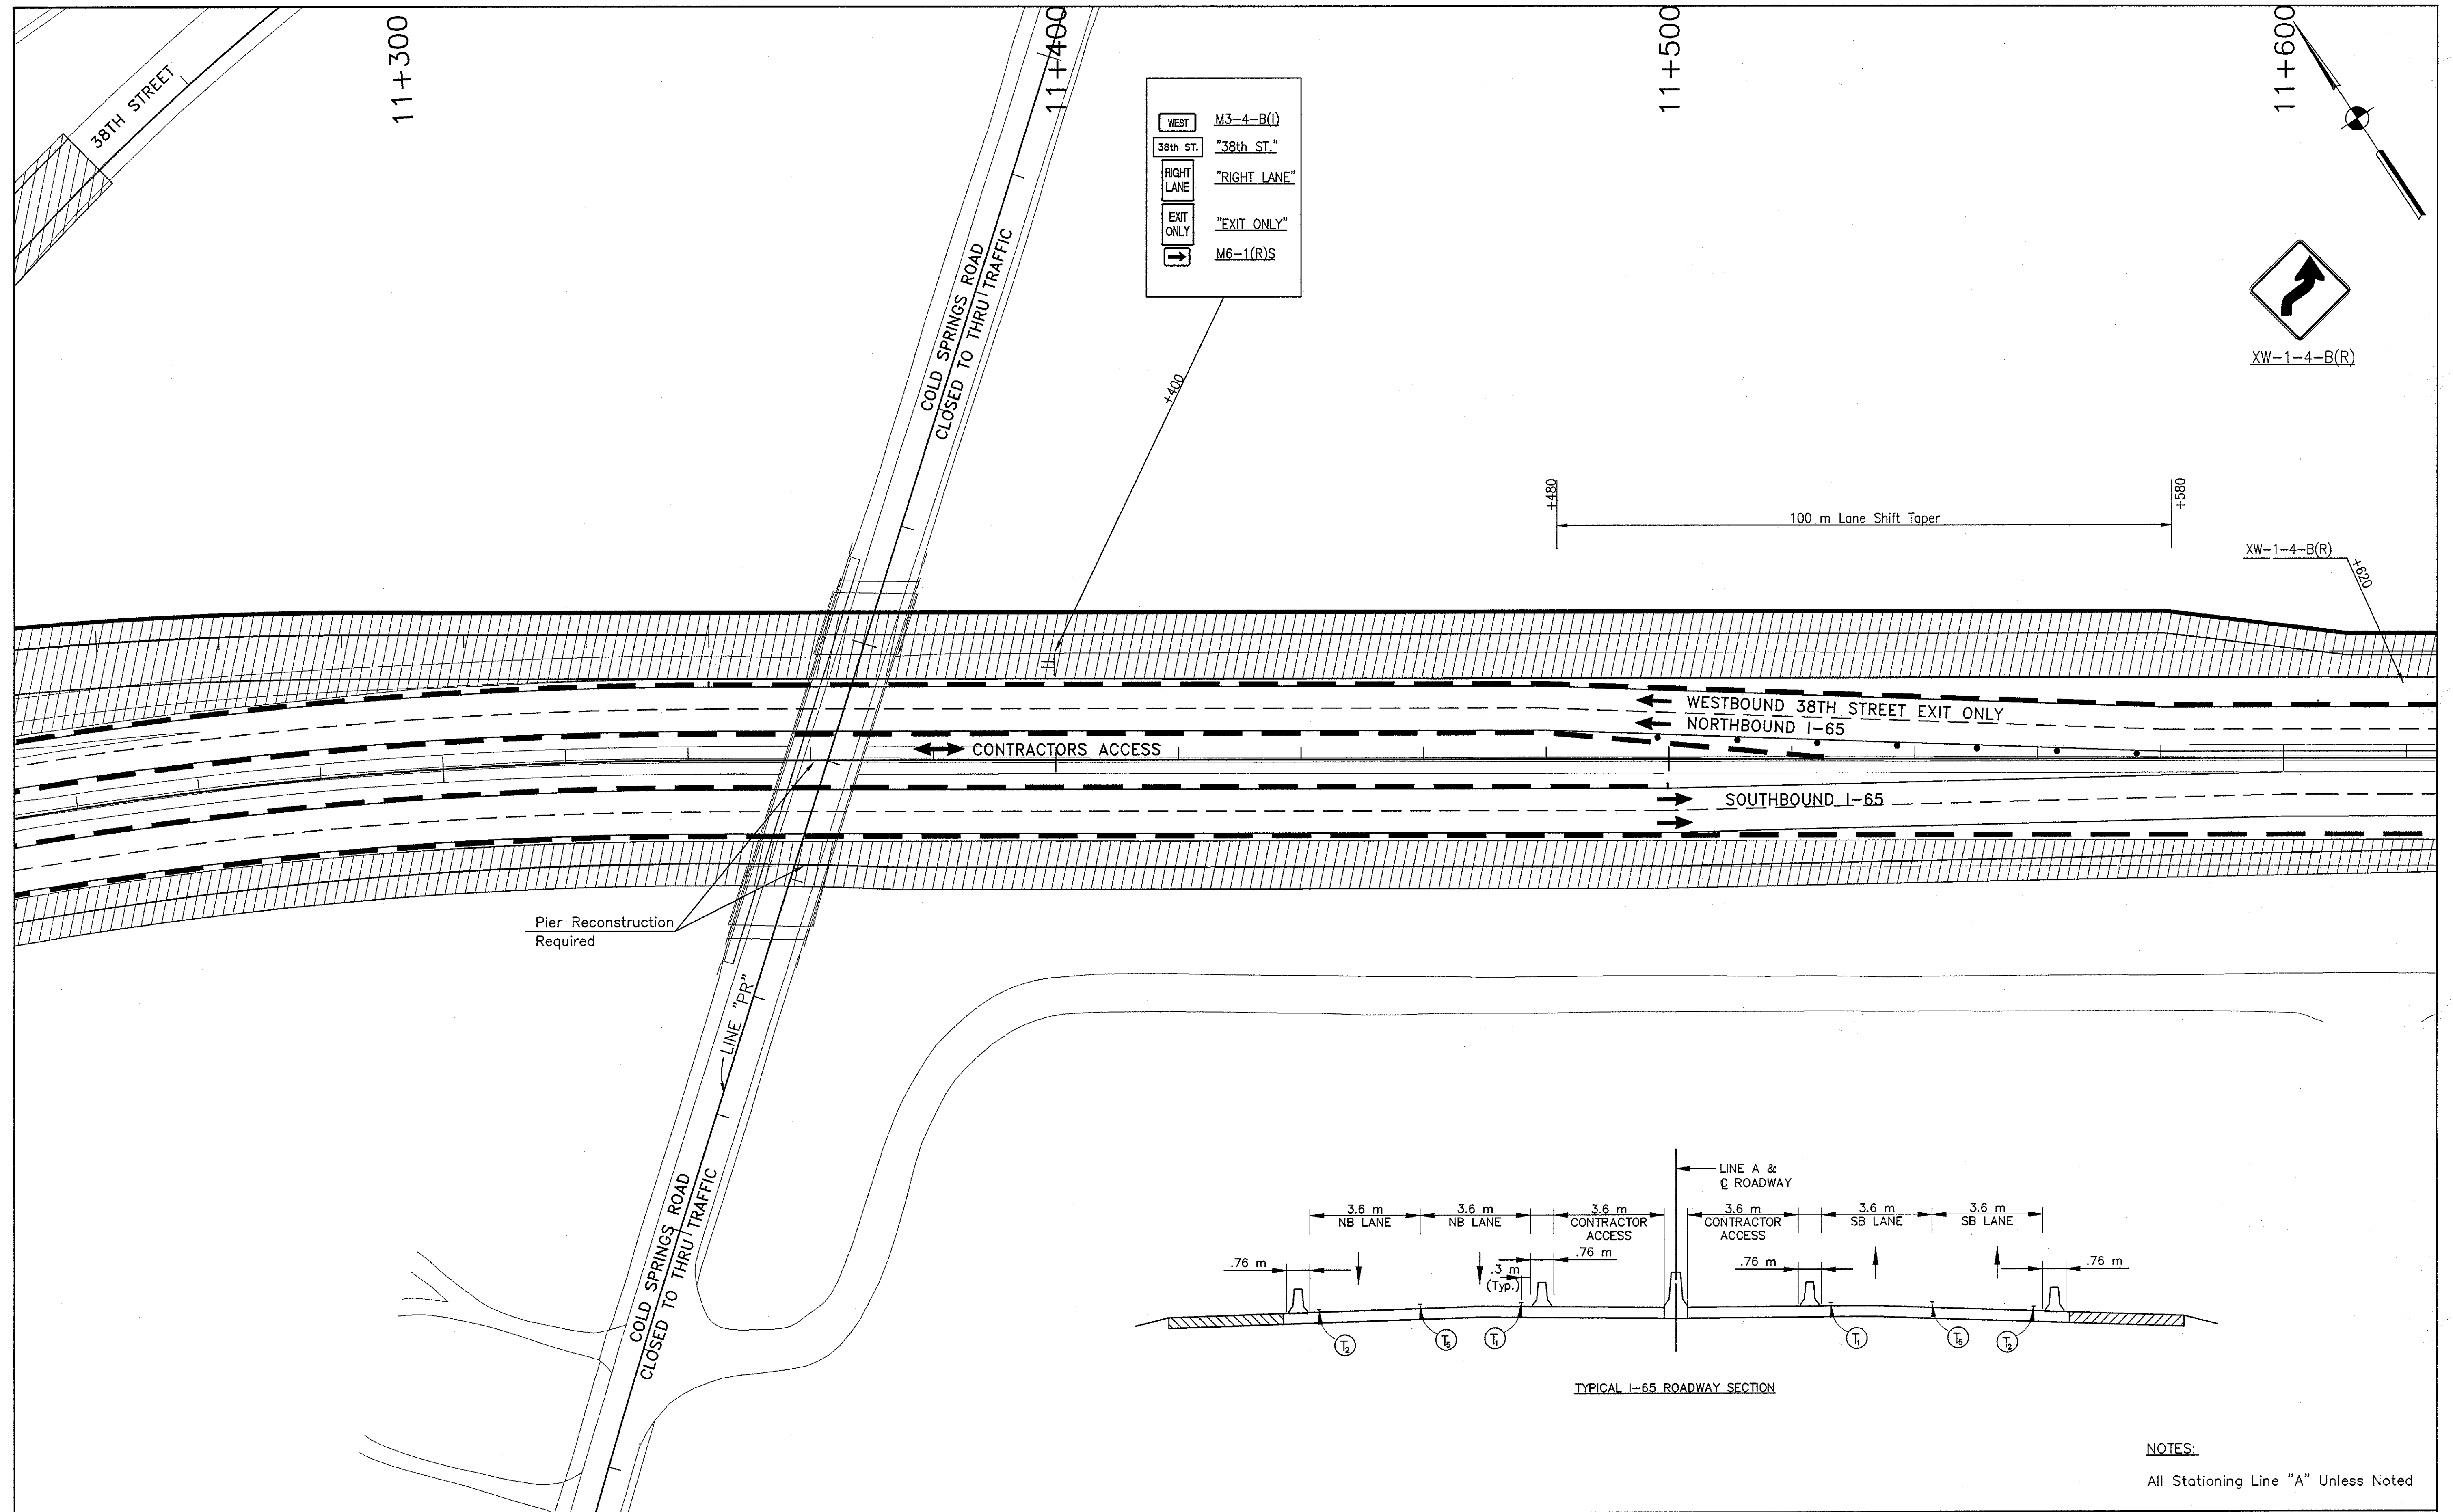 11+300
11+400
11+500
11+600
38TH STREET
WEST M3-4-B(I)
38th ST. "38th ST."
RIGHT LANE "RIGHT LANE"
EXIT ONLY "EXIT ONLY"
M6-1(R)S
XW-1-4-B(R)
COLD SPRINGS ROAD
CLOSED TO THRU TRAFFIC
+400
+480
100 m Lane Shift Taper
+580
XW-1-4-B(R)
+620
WESTBOUND 38TH STREET EXIT ONLY
NORTHBOUND I-65
CONTRACTORS ACCESS
SOUTHBOUND I-65
Pier Reconstruction
Required
LINE "PR"
COLD SPRINGS ROAD
CLOSED TO THRU TRAFFIC
LINE A &
℄ ROADWAY
3.6 m
NB LANE
3.6 m
NB LANE
3.6 m
CONTRACTOR
ACCESS
3.6 m
CONTRACTOR
ACCESS
3.6 m
SB LANE
3.6 m
SB LANE
.76 m
.3 m
(Typ.)
.76 m
.76 m
.76 m
T2
T5
T1
T1
T5
T2
TYPICAL I-65 ROADWAY SECTION
NOTES:
All Stationing Line "A" Unless Noted